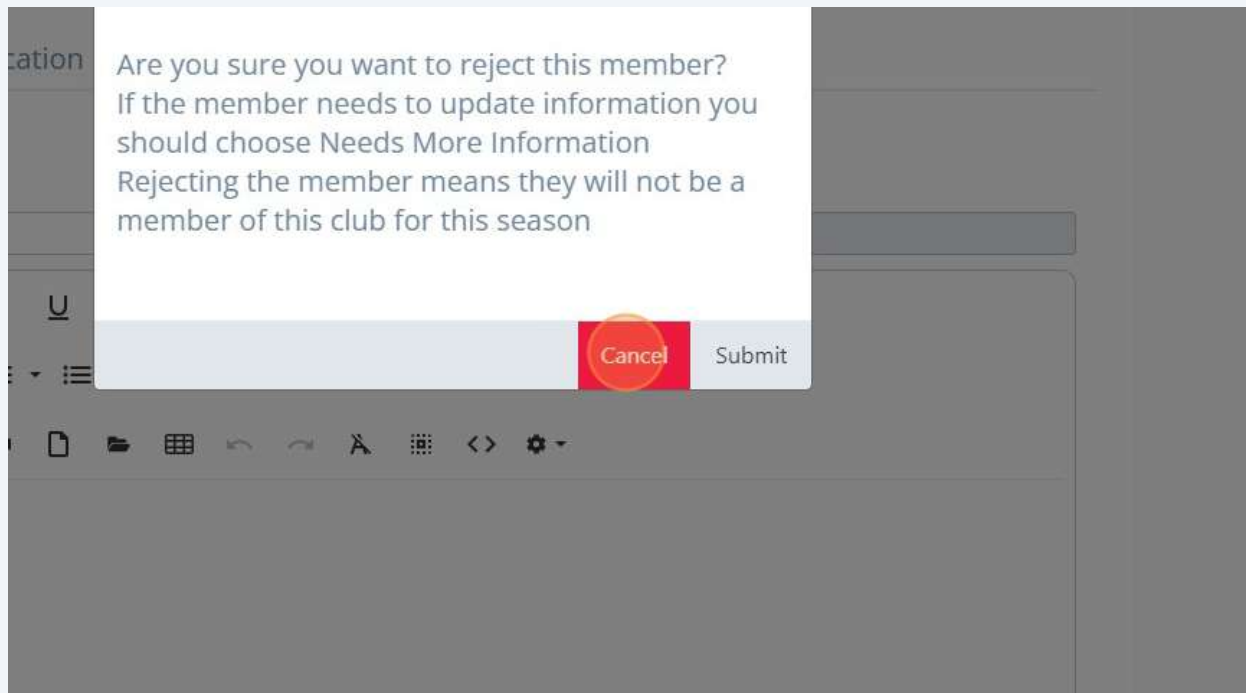 cation
Are you sure you want to reject this member?
If the member needs to update information you
should choose Needs More Information
Rejecting the member means they will not be a
member of this club for this season
U
Cancel
Submit